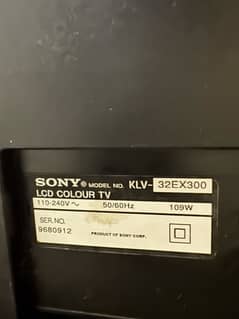 SONY® MODEL NO. KLV-32EX300
LCD COLOUR TV
110-240V～ 50/60Hz 109W
SER.NO.
9680912
PRODUCT OF SONY CORP.